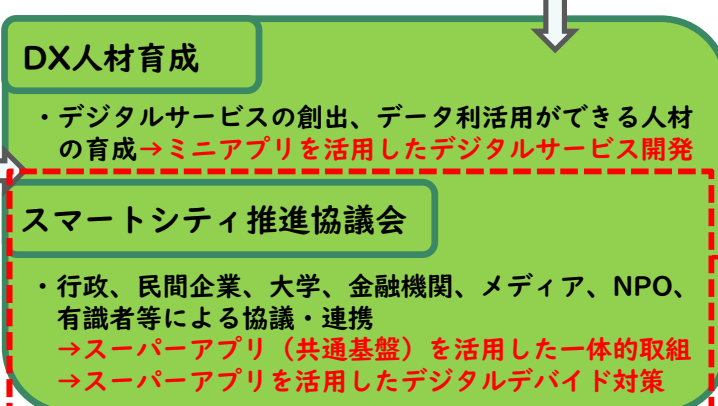 DX人材育成
・デジタルサービスの創出、データ利活用ができる人材
の育成→ミニアプリを活用したデジタルサービス開発
スマートシティ推進協議会
・行政、民間企業、大学、金融機関、メディア、NPO、
有識者等による協議・連携
→スーパーアプリ（共通基盤）を活用した一体的取組
→スーパーアプリを活用したデジタルデバイド対策